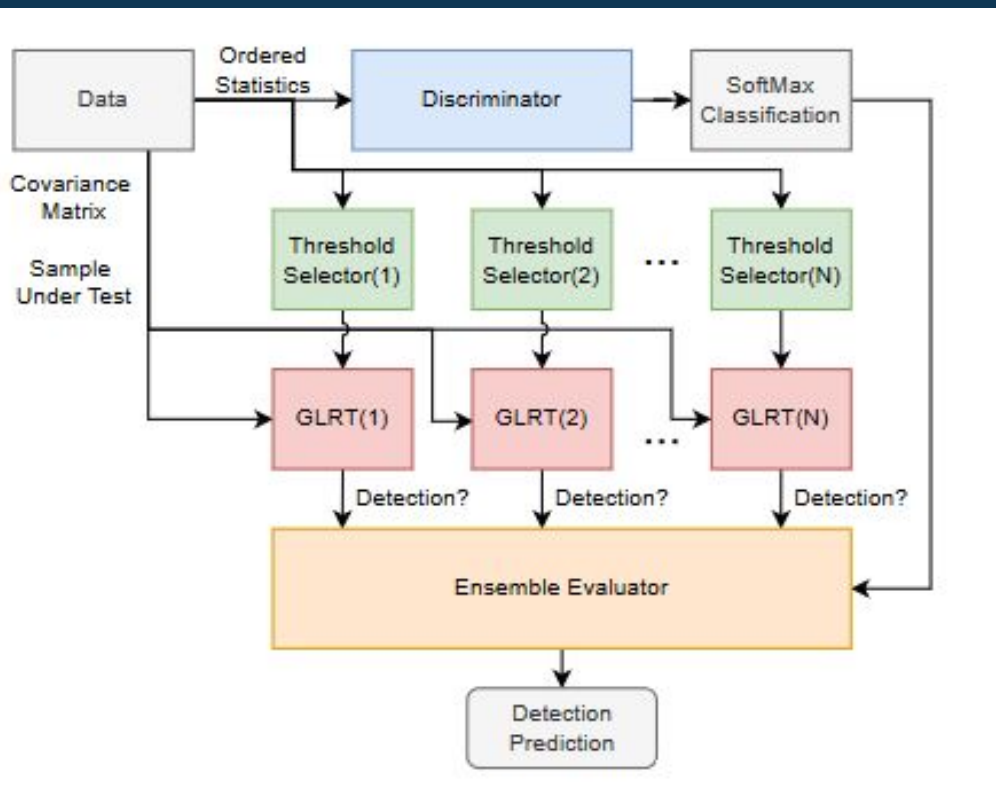 Ordered
Statistics
Data
Discriminator
SoftMax
Classification
Covariance
Matrix
Sample
Under Test
Threshold
Selector(1)
Threshold
Selector(2)
...
Threshold
Selector(N)
GLRT(1)
GLRT(2)
...
GLRT(N)
Detection?
Detection?
Detection?
Ensemble Evaluator
Detection
Prediction